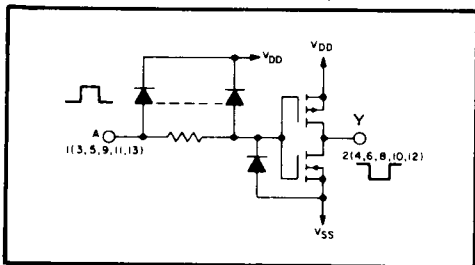 VDD
VDD
A
Y
1(3,5,9,11,13)
2(4,6,8,10,12)
VSS